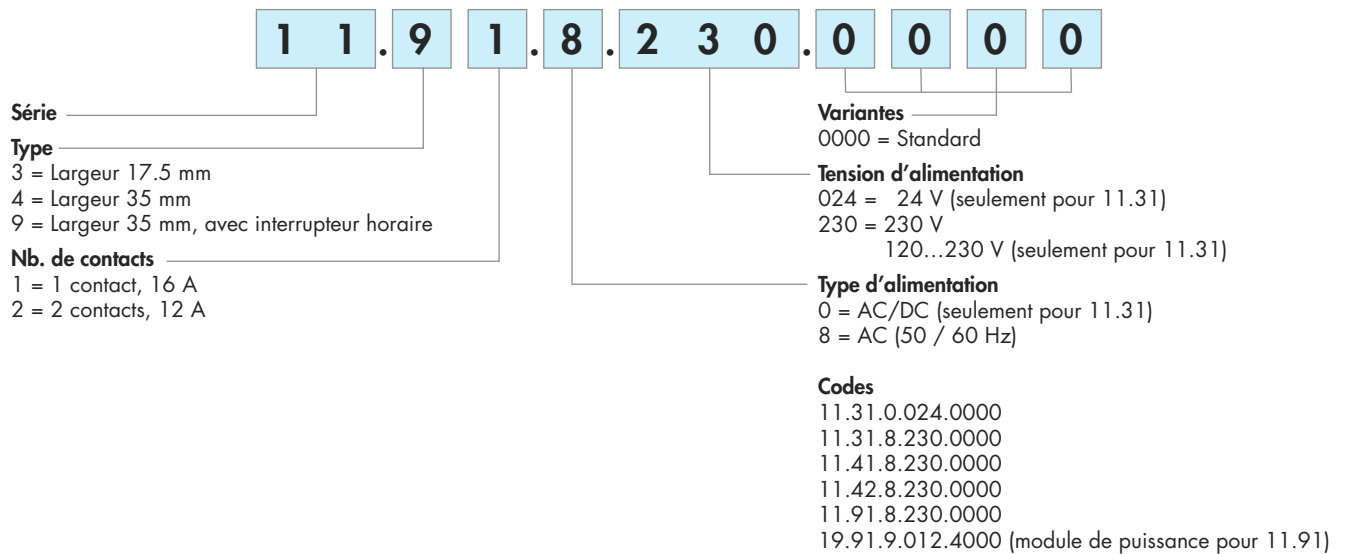 1 1 . 9 1 . 8 . 2 3 0 . 0 0 0 0
Série
Type
3 = Largeur 17.5 mm
4 = Largeur 35 mm
9 = Largeur 35 mm, avec interrupteur horaire
Nb. de contacts
1 = 1 contact, 16 A
2 = 2 contacts, 12 A
Variantes
0000 = Standard
Tension d’alimentation
024 = 24 V (seulement pour 11.31)
230 = 230 V
120…230 V (seulement pour 11.31)
Type d’alimentation
0 = AC/DC (seulement pour 11.31)
8 = AC (50 / 60 Hz)
Codes
11.31.0.024.0000
11.31.8.230.0000
11.41.8.230.0000
11.42.8.230.0000
11.91.8.230.0000
19.91.9.012.4000 (module de puissance pour 11.91)